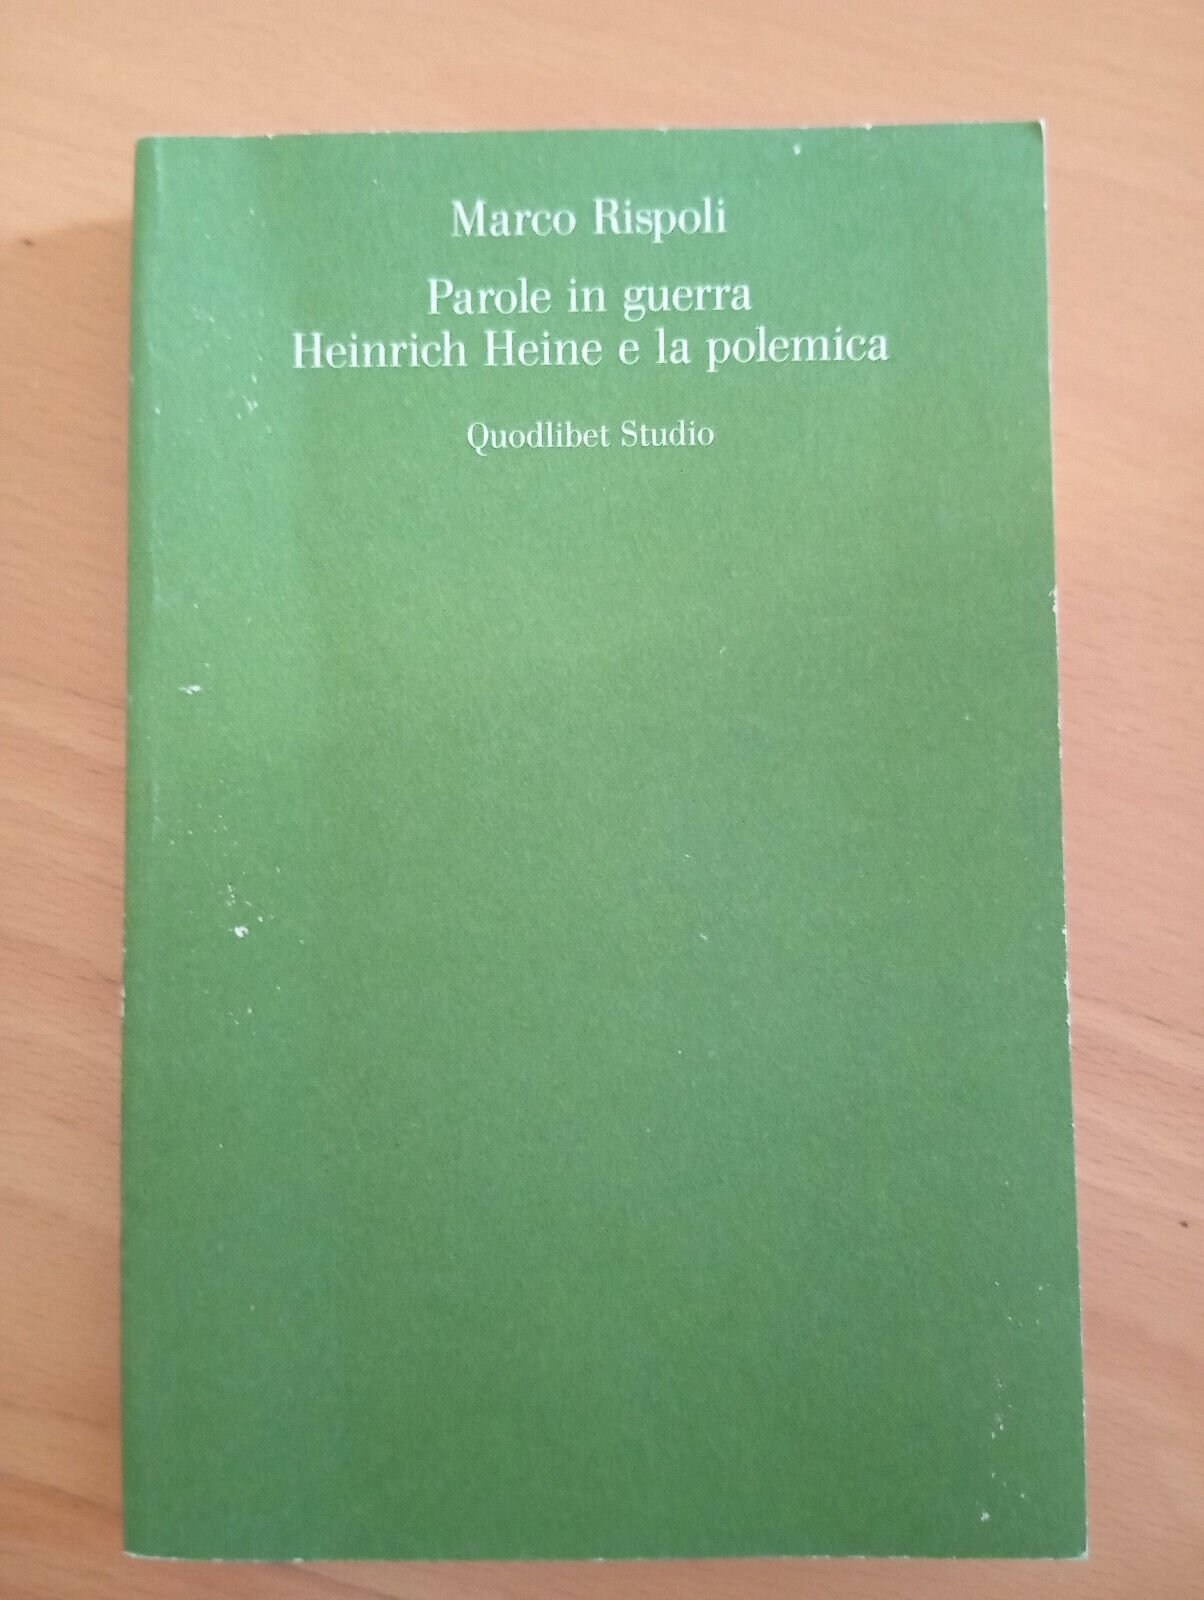 Marco Rispoli
Parole in guerra
Heinrich Heine e la polemica
Quodlibet Studio